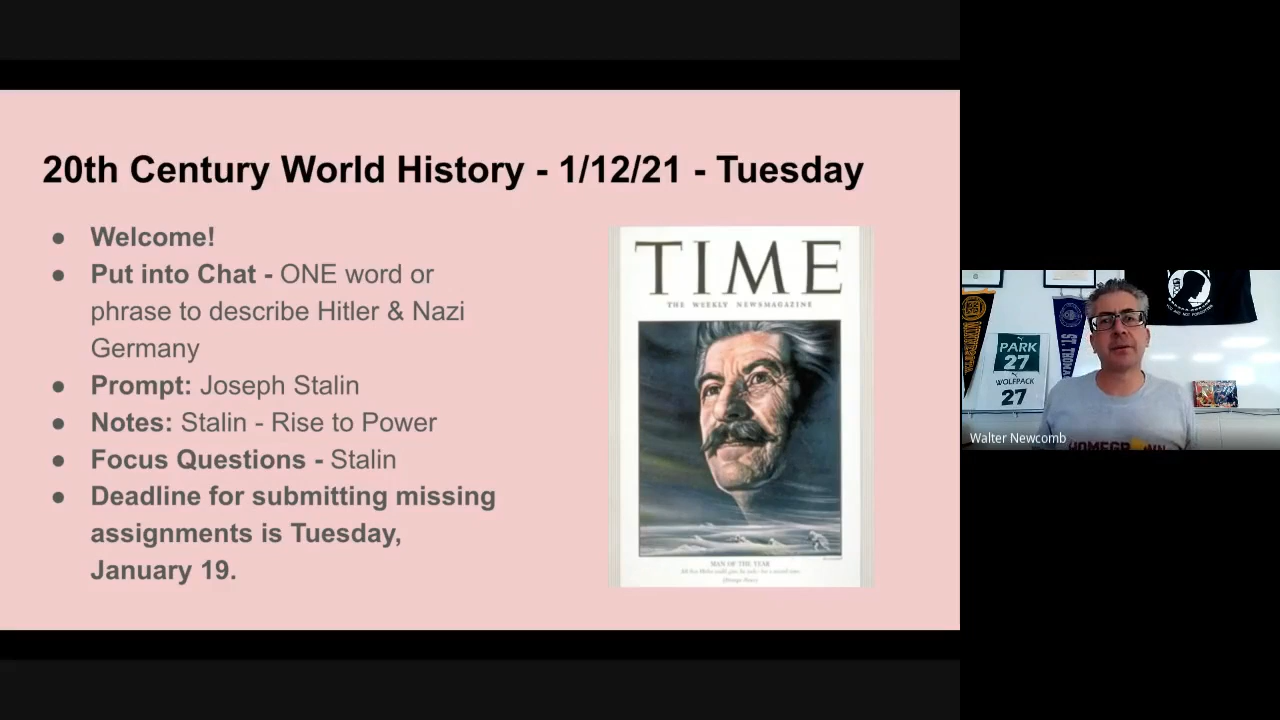 20th Century World History - 1/12/21 - Tuesday
● Welcome!
● Put into Chat - ONE word or
phrase to describe Hitler & Nazi
Germany
● Prompt: Joseph Stalin
● Notes: Stalin - Rise to Power
● Focus Questions - Stalin
● Deadline for submitting missing
assignments is Tuesday,
January 19.
TIME
THE WEEKLY NEWSMAGAZINE
MAN OF THE YEAR
PARK
27
WOLFPACK
27
ST. THOMA
Walter Newcomb